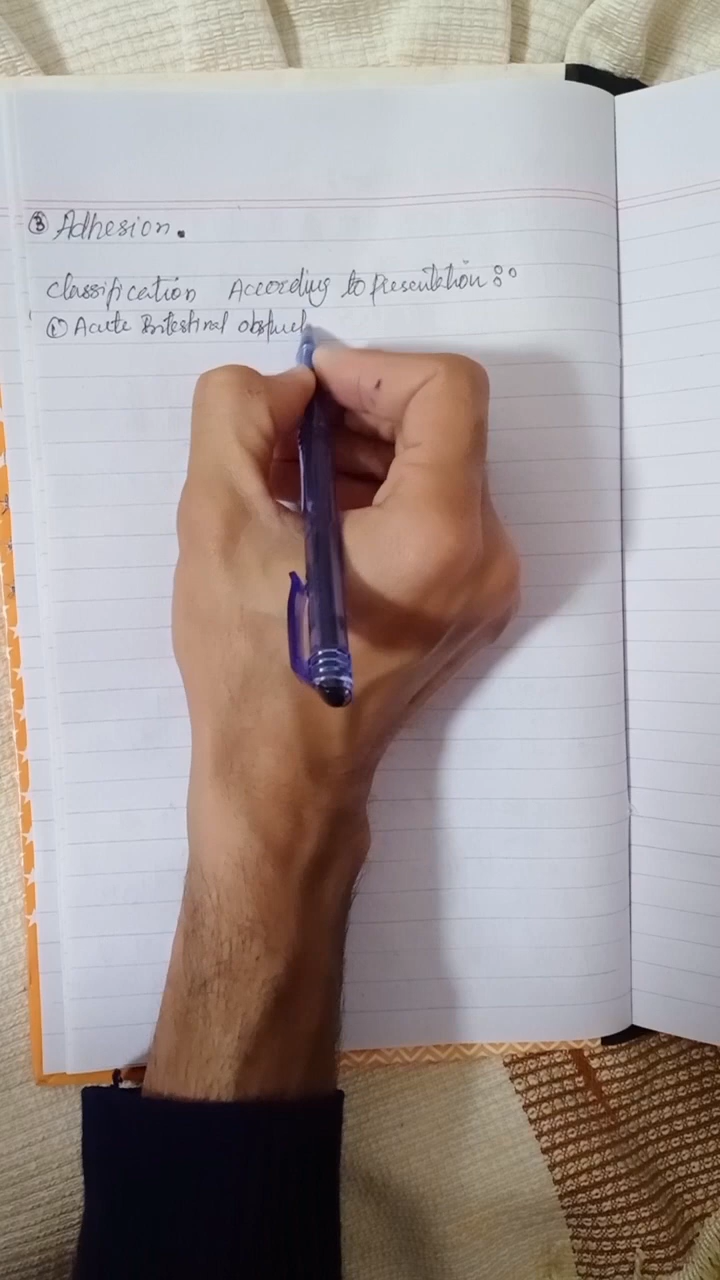 ③ Adhesion.
Classification According to presentation :-
① Acute Intestinal obstruct